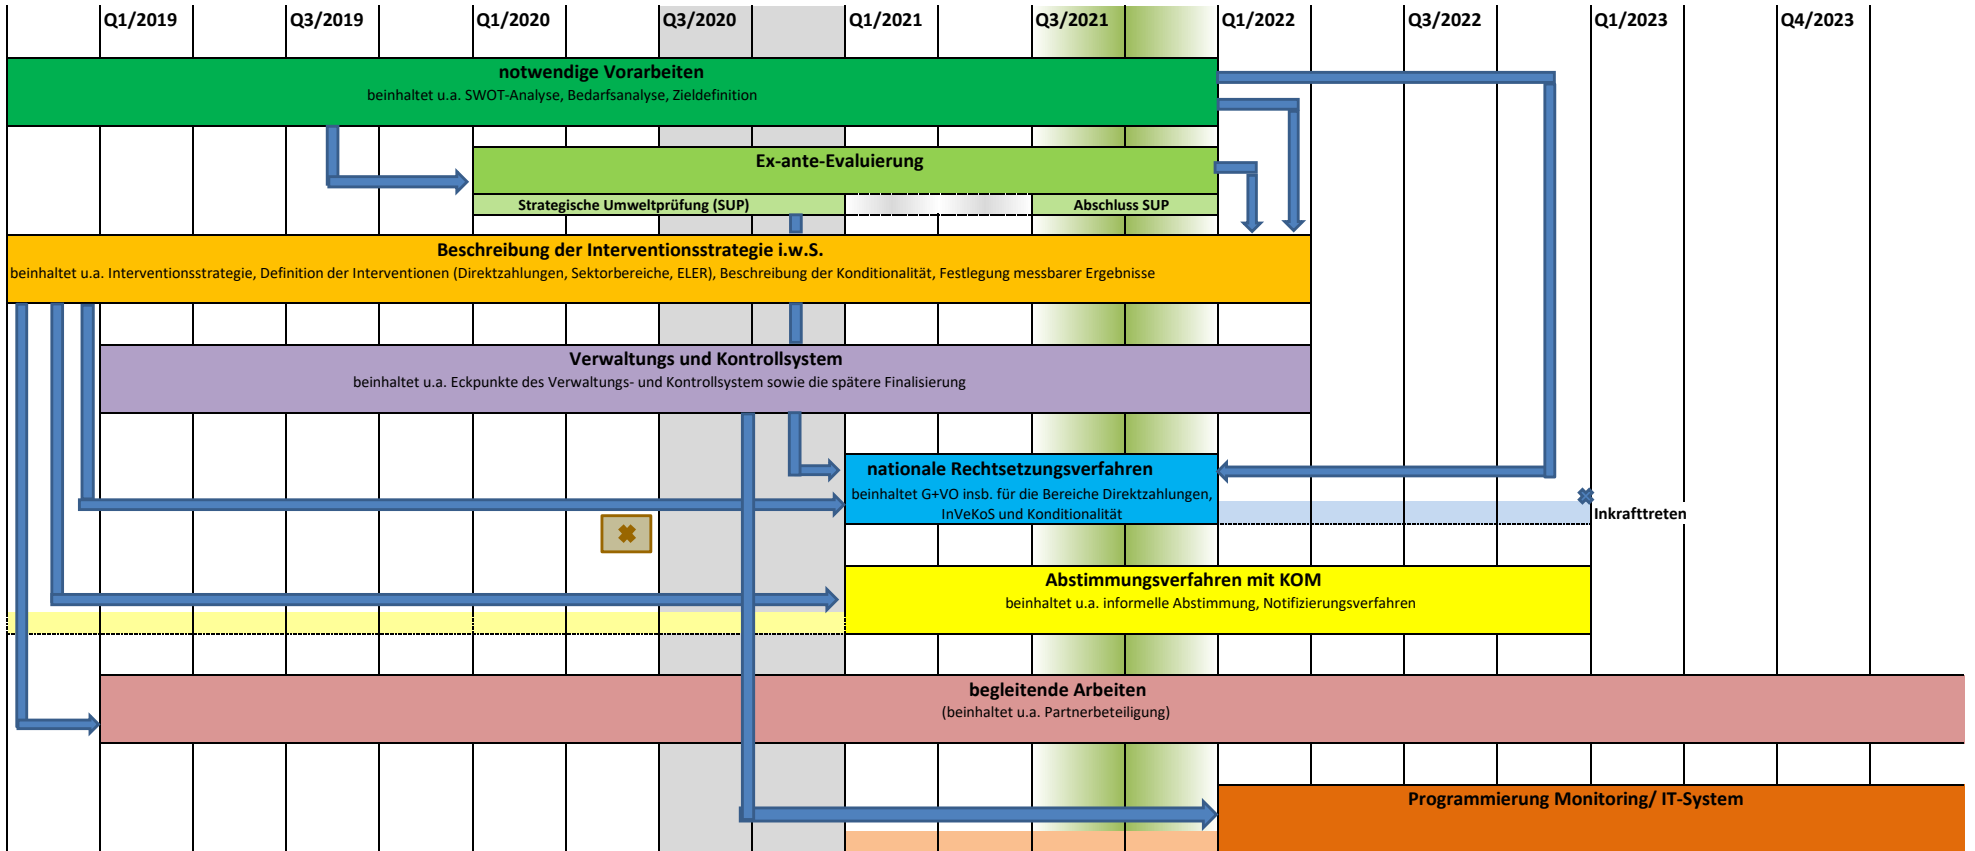 Q1/2019 Q3/2019 Q1/2020 Q3/2020 Q1/2021 Q3/2021 Q1/2022 Q3/2022 Q1/2023 Q4/2023
notwendige Vorarbeiten
beinhaltet u.a. SWOT-Analyse, Bedarfsanalyse, Zieldefinition
Ex-ante-Evaluierung
Strategische Umweltprüfung (SUP) Abschluss SUP
Beschreibung der Interventionsstrategie i.w.S.
beinhaltet u.a. Interventionsstrategie, Definition der Interventionen (Direktzahlungen, Sektorbereiche, ELER), Beschreibung der Konditionalität, Festlegung messbarer Ergebnisse
Verwaltungs und Kontrollsystem
beinhaltet u.a. Eckpunkte des Verwaltungs- und Kontrollsystem sowie die spätere Finalisierung
nationale Rechtsetzungsverfahren
beinhaltet G+VO insb. für die Bereiche Direktzahlungen,
InVeKoS und Konditionalität
Inkrafttreten
Abstimmungsverfahren mit KOM
beinhaltet u.a. informelle Abstimmung, Notifizierungsverfahren
begleitende Arbeiten
(beinhaltet u.a. Partnerbeteiligung)
Programmierung Monitoring/ IT-System